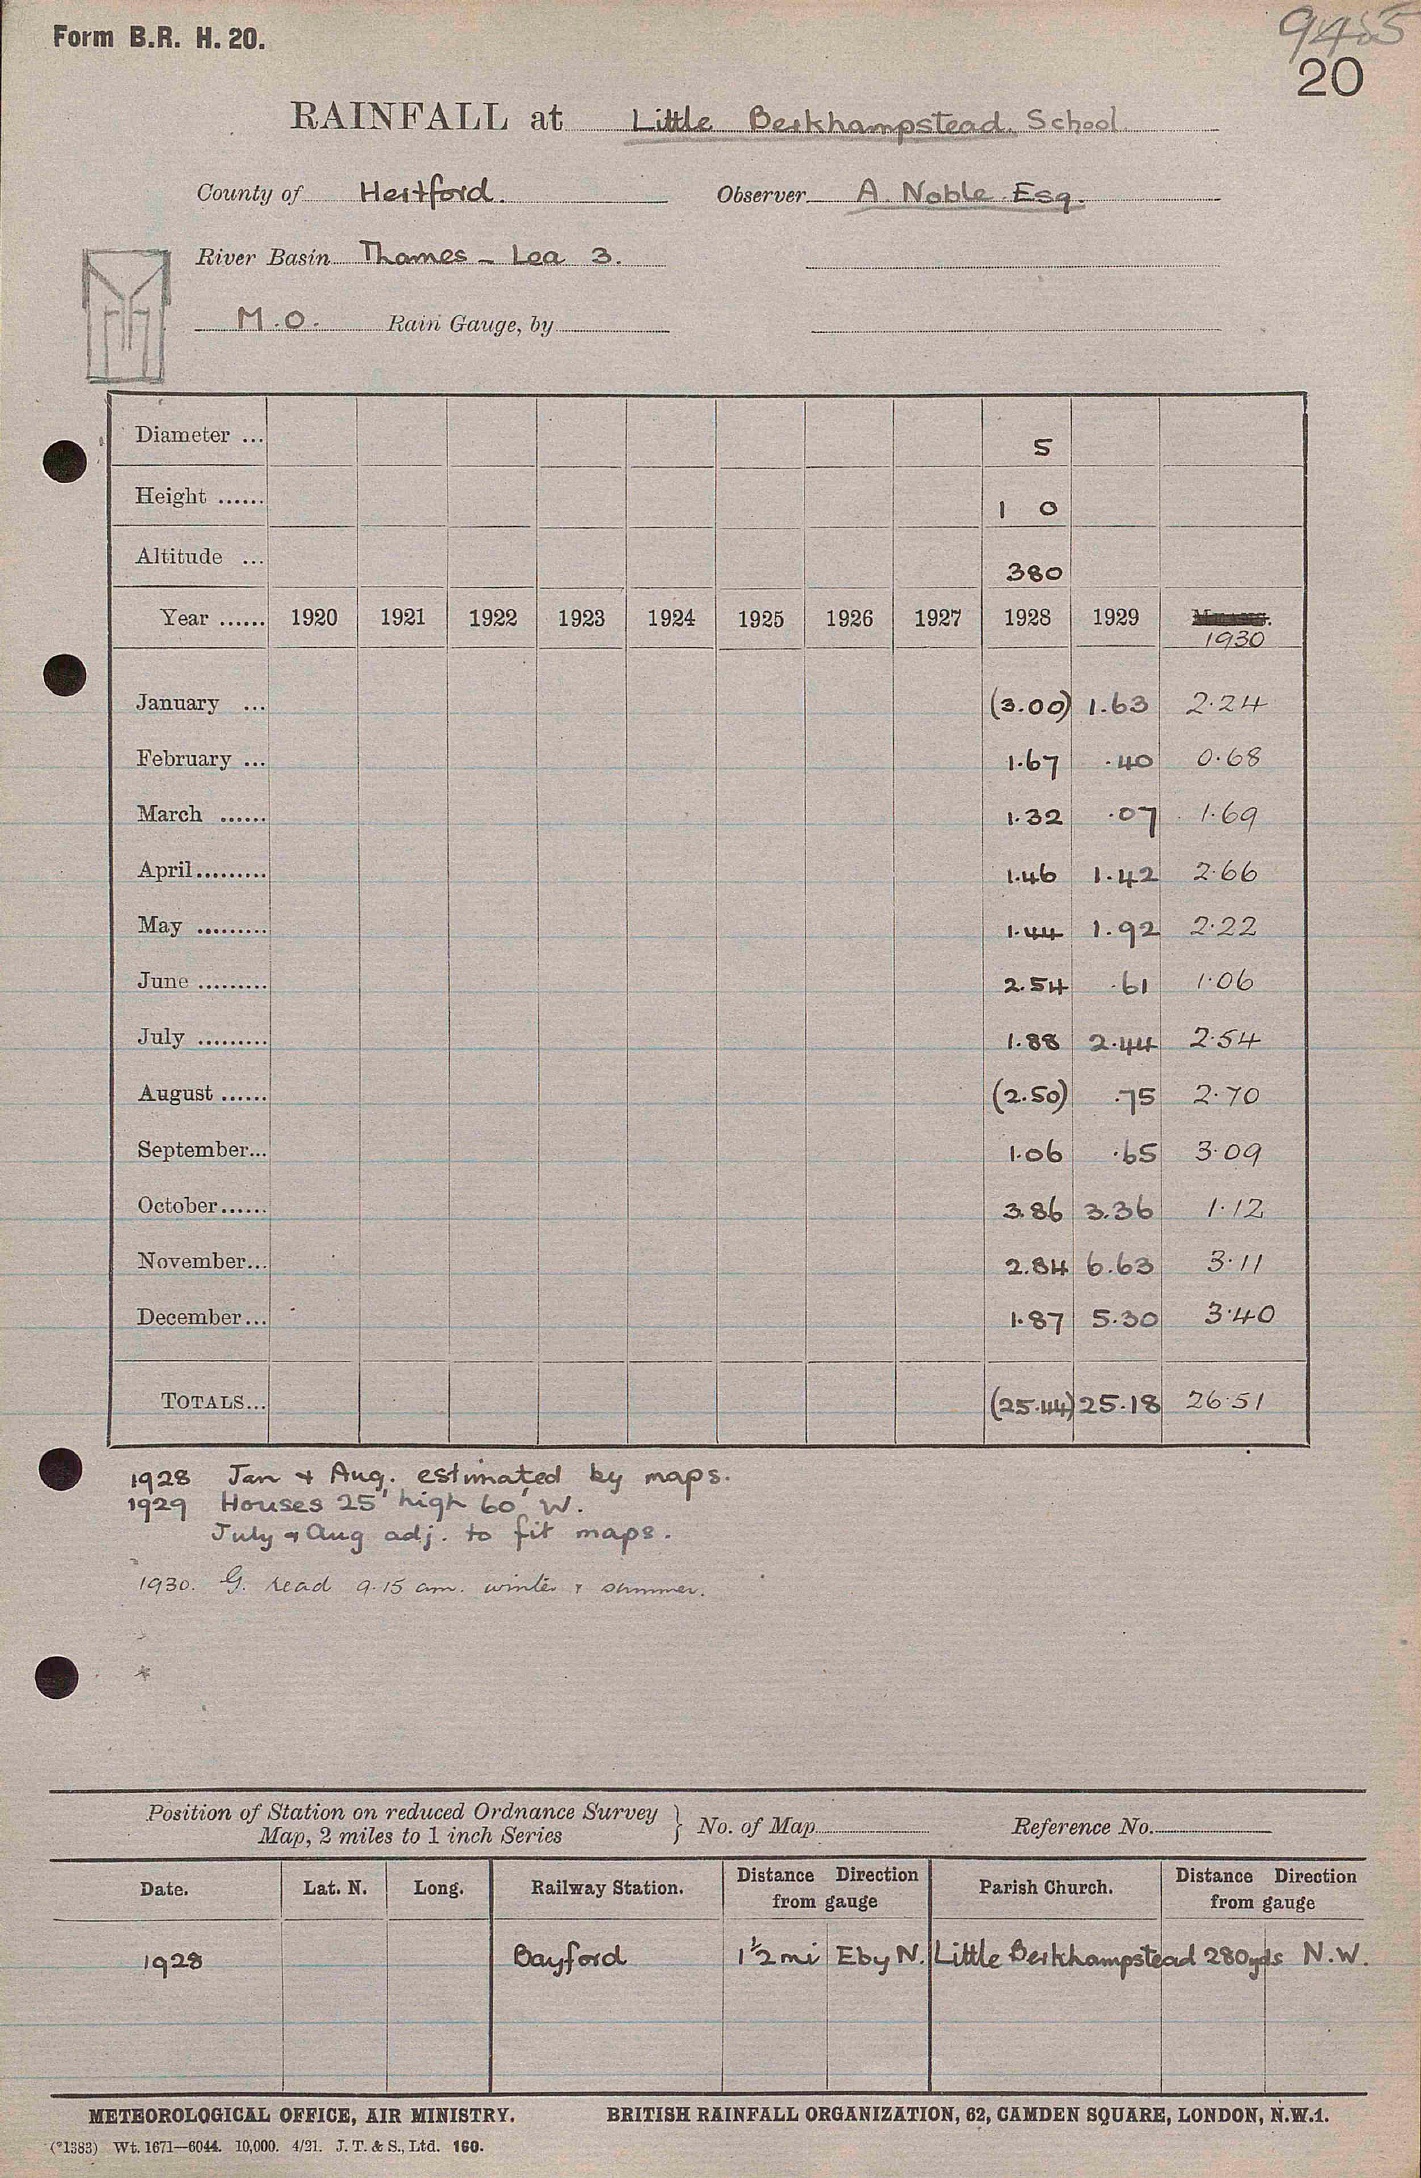 Form B.R. H. 20.
9485
20
RAINFALL at Little Berkhampstead. School.
County of Hertford. Observer A. Noble Esq.
River Basin Thames – Lea 3.
M.O. Rain Gauge, by
Diameter ... 5
Height ...... 1 0
Altitude ... 380
Year ...... 1920 1921 1922 1923 1924 1925 1926 1927 1928 1929 1930
January ... (3.00) 1.63 2.24
February ... 1.67 .40 0.68
March ...... 1.32 .07 1.69
April......... 1.46 1.42 2.66
May ......... 1.44 1.92 2.22
June ......... 2.54 .61 1.06
July ......... 1.88 2.44 2.54
August ...... (2.50) .75 2.70
September... 1.06 .65 3.09
October...... 3.86 3.36 1.12
November... 2.84 6.63 3.11
December... 1.87 5.30 3.40
TOTALS... (25.44) 25.18 26.51
1928 Jan & Aug. estimated by maps.
1929 Houses 25' high 60' W.
July & Aug adj. to fit maps.
1930. G. read 9.15 am. winter & summer.
*
Position of Station on reduced Ordnance Survey
Map, 2 miles to 1 inch Series } No. of Map Reference No.
Date. Lat. N. Long. Railway Station. Distance Direction from gauge Parish Church. Distance Direction from gauge
1928 Bayford 1½ mi E by N. Little Berkhampstead 280yds N.W.
METEOROLOGICAL OFFICE, AIR MINISTRY. BRITISH RAINFALL ORGANIZATION, 62, CAMDEN SQUARE, LONDON, N.W.1.
(*1383) Wt. 1671—6044. 10,000. 4/21. J. T. & S., Ltd. 160.